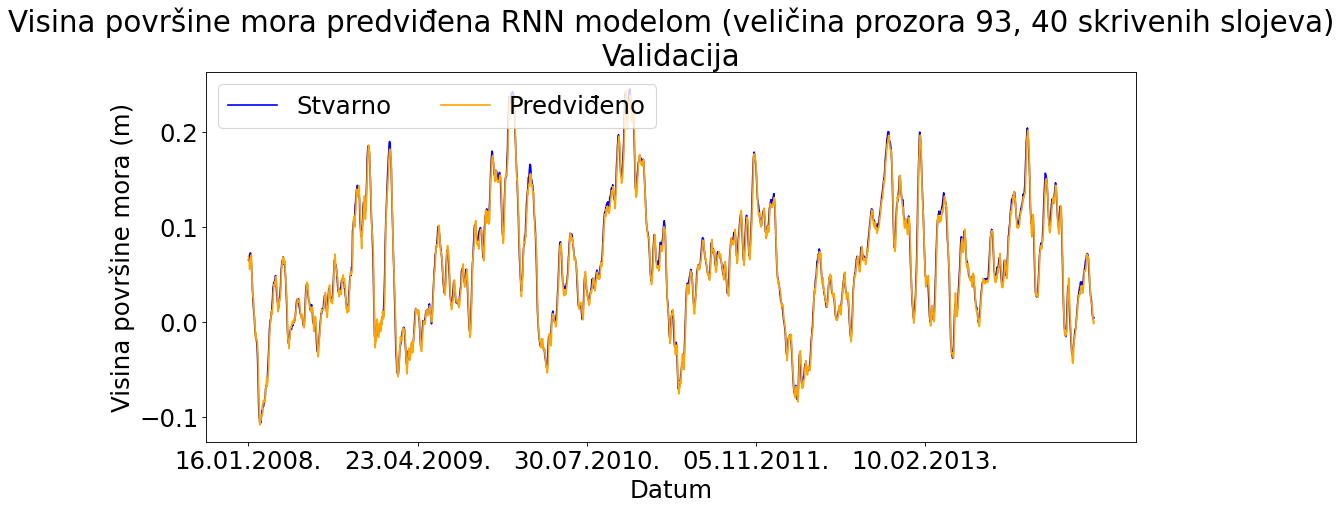 Visina površine mora predviđena RNN modelom (veličina prozora 93, 40 skrivenih slojeva)
Validacija
Stvarno
Predviđeno
Visina površine mora (m)
0.2
0.1
0.0
−0.1
16.01.2008.
23.04.2009.
30.07.2010.
05.11.2011.
10.02.2013.
Datum